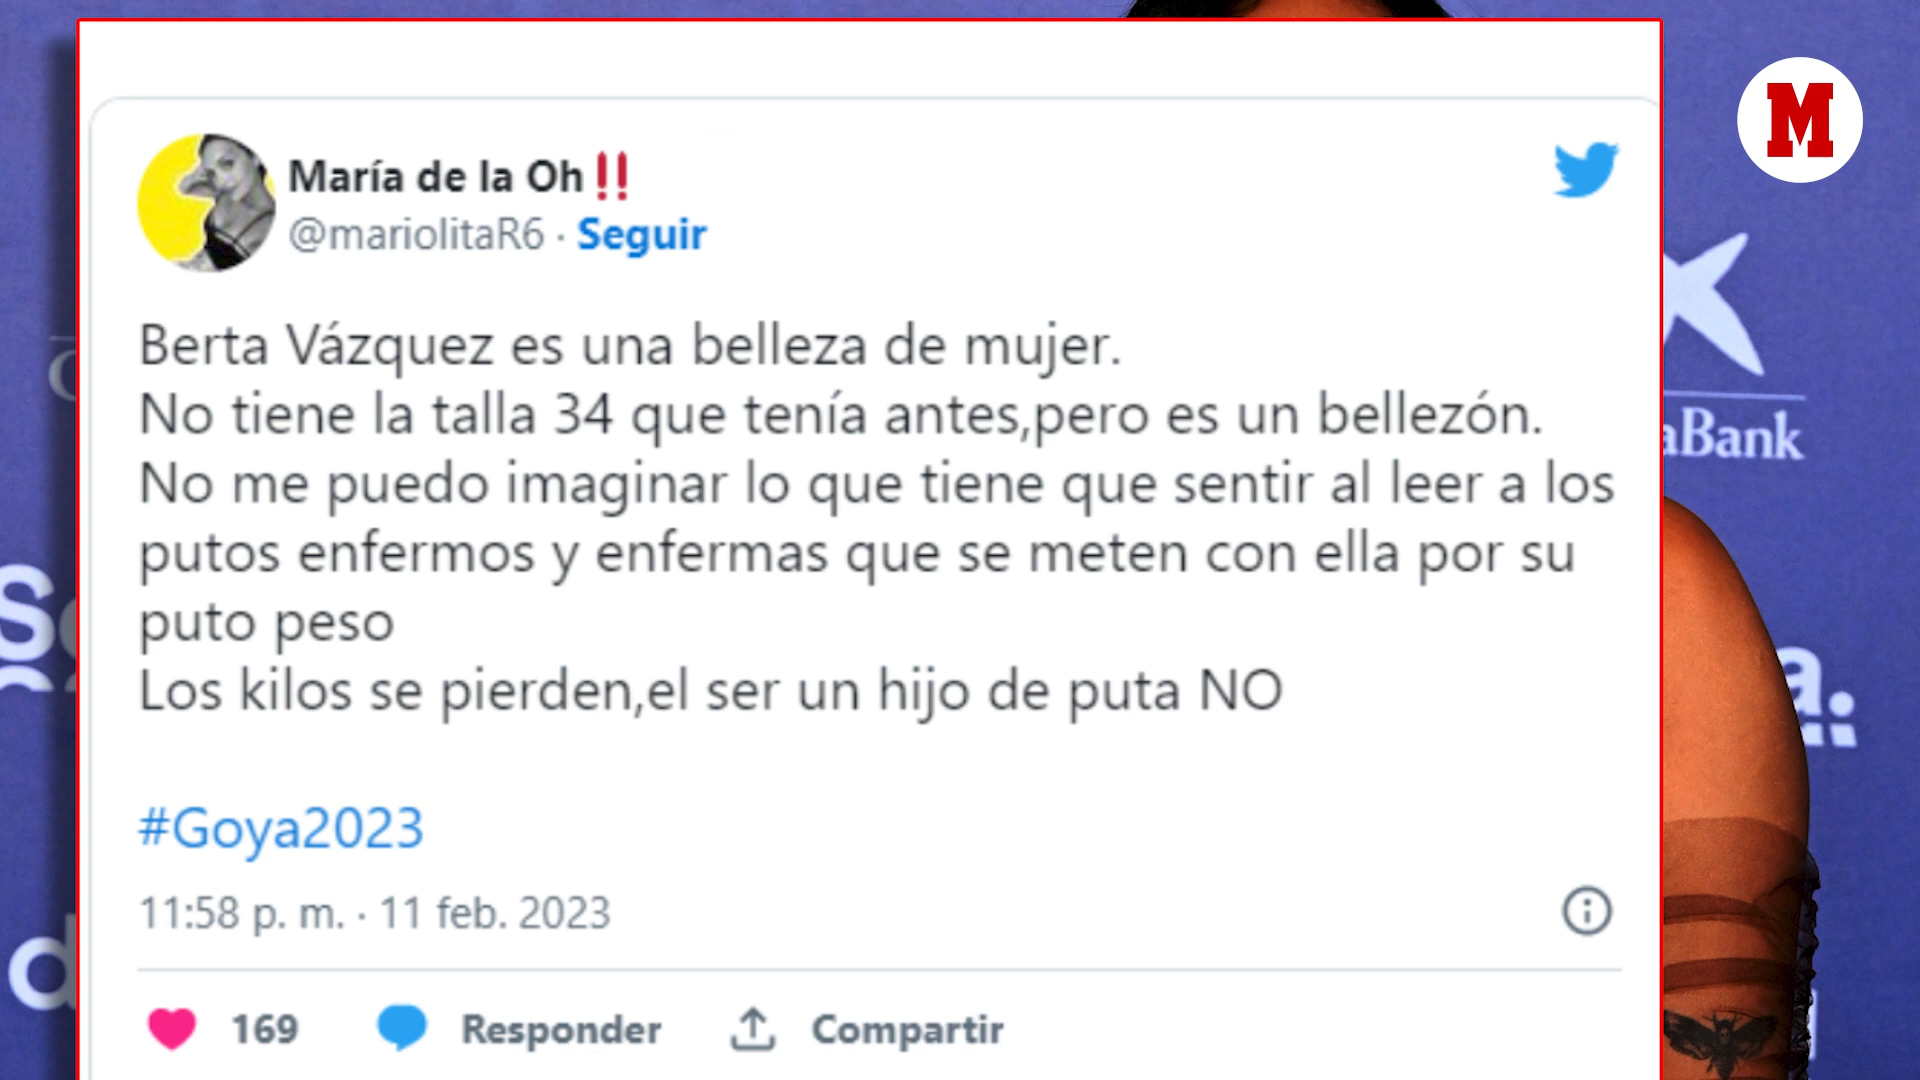 M
María de la Oh‼
@mariolitaR6 · Seguir
Berta Vázquez es una belleza de mujer.
No tiene la talla 34 que tenía antes,pero es un bellezón.
No me puedo imaginar lo que tiene que sentir al leer a los
putos enfermos y enfermas que se meten con ella por su
puto peso
Los kilos se pierden,el ser un hijo de puta NO
#Goya2023
11:58 p. m. · 11 feb. 2023
169 Responder Compartir
aBank